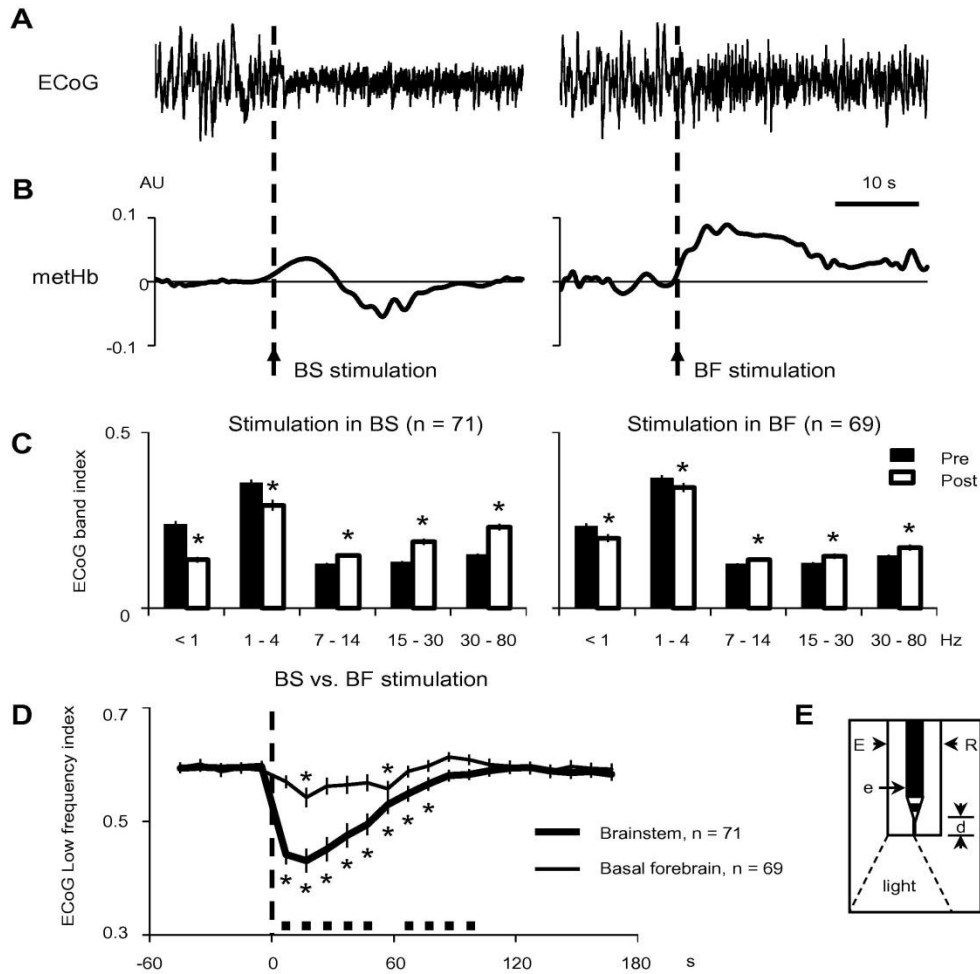 A
ECoG
B
AU
10 s
0.1
metHb
0
-0.1
BS stimulation
BF stimulation
C
0.5
Stimulation in BS (n = 71)
Stimulation in BF (n = 69)
Pre
Post
ECoG band index
* * * * *
* * * * *
0
< 1 1 - 4 7 - 14 15 - 30 30 - 80
< 1 1 - 4 7 - 14 15 - 30 30 - 80 Hz
BS vs. BF stimulation
D
0.7
ECoG Low frequency index
* *
0.5
Brainstem, n = 71
Basal forebrain, n = 69
* * * * * * * *
0.3
-60 0 60 120 180 s
E
E R
e
d
light